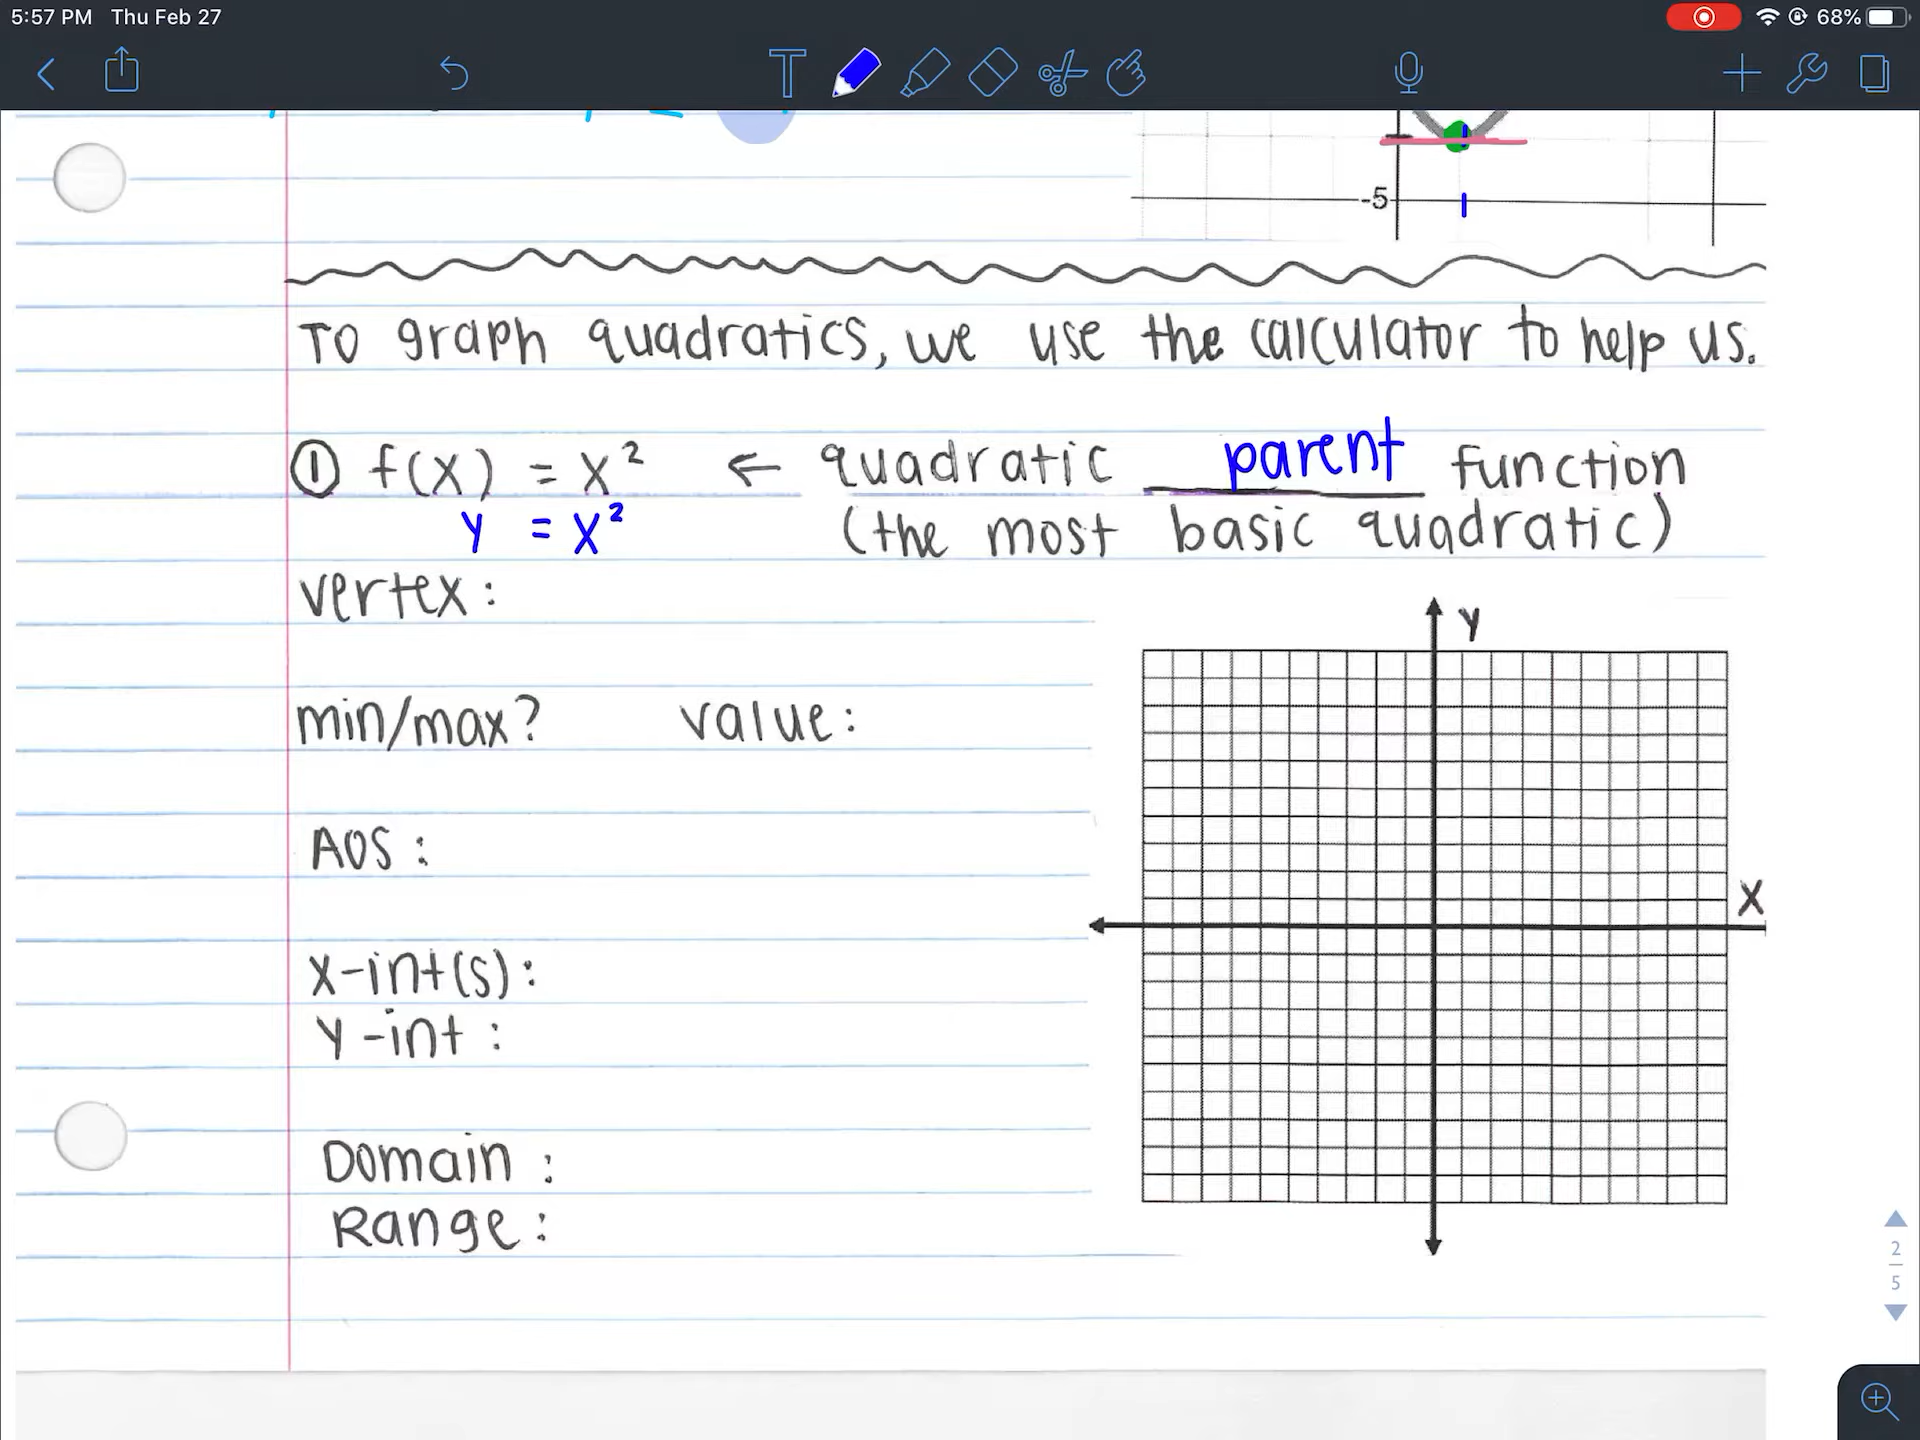 5:57 PM Thu Feb 27
68%
-5
To graph quadratics, we use the calculator to help us.
① f(x) = x² ← quadratic parent function
y = x² (the most basic quadratic)
vertex:
y
min/max? value:
AOS:
x
x-int(s):
y-int:
Domain:
Range:
2
5